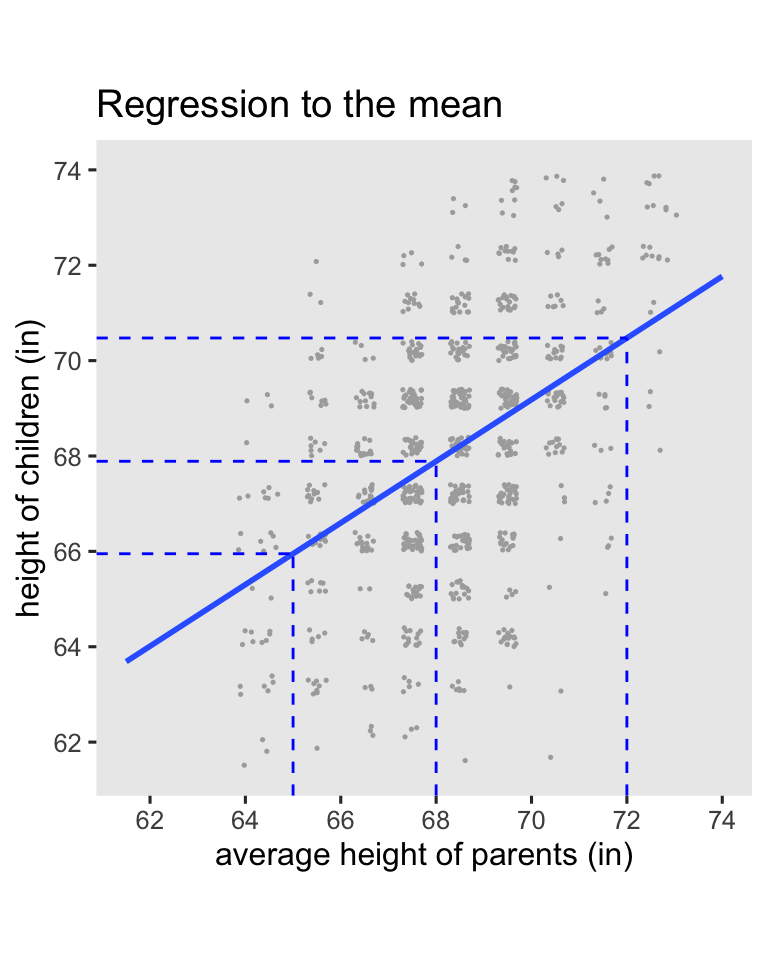 Regression to the mean
height of children (in)
74
72
70
68
66
64
62
62 64 66 68 70 72 74
average height of parents (in)